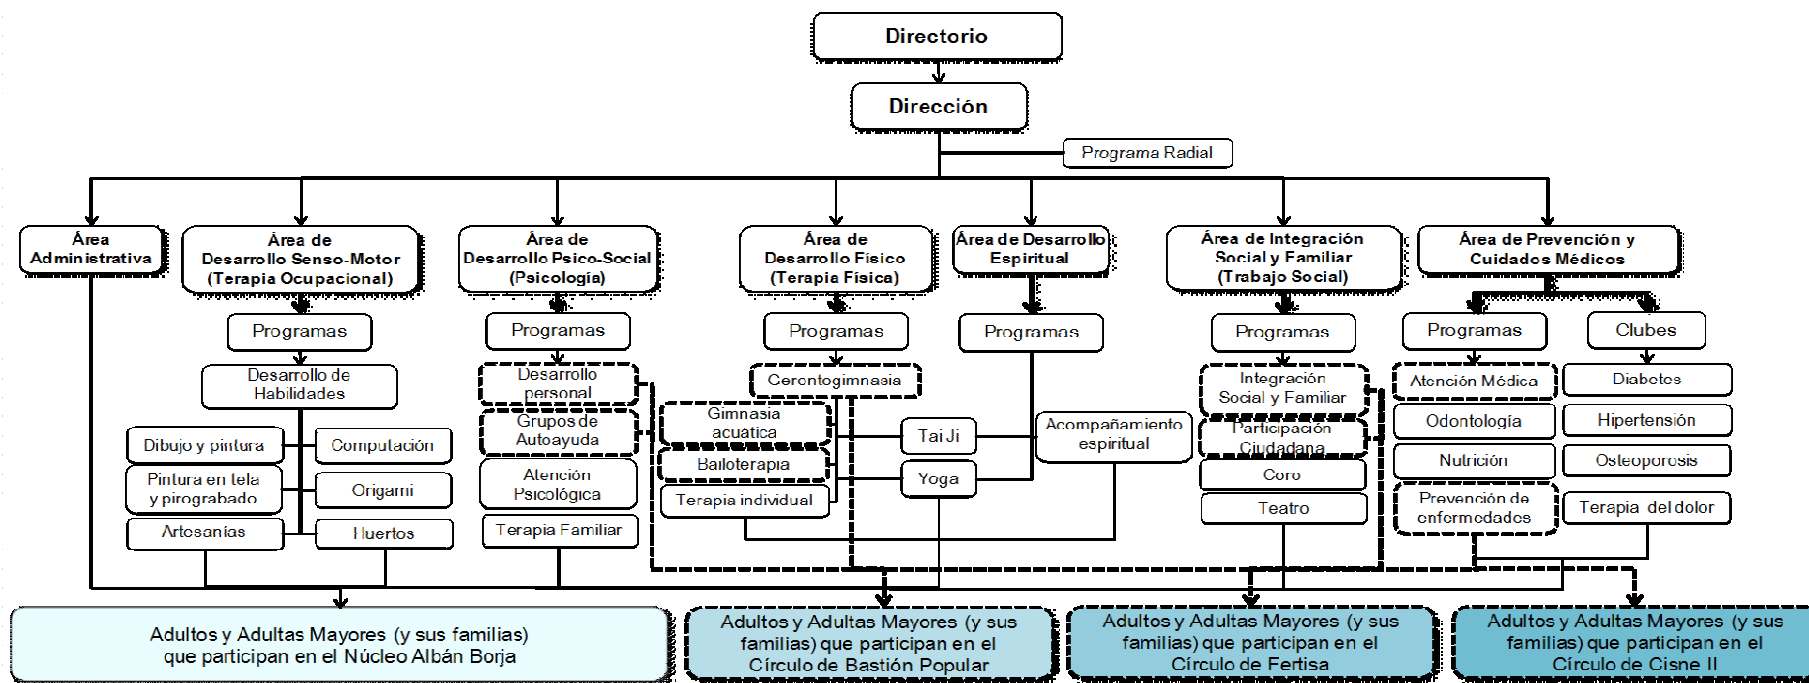 Directorio
Dirección
Programa Radial
Área
Administrativa
Área de
Desarrollo Senso-Motor
(Terapia Ocupacional)
Área de
Desarrollo Psico-Social
(Psicología)
Área de
Desarrollo Físico
(Terapia Física)
Área de Desarrollo
Espiritual
Área de Integración
Social y Familiar
(Trabajo Social)
Área de Prevención y
Cuidados Médicos
Programas
Programas
Programas
Programas
Programas
Programas
Clubes
Desarrollo de
Habilidades
Dibujo y pintura
Computación
Pintura en tela
y pirograbado
Origami
Artesanías
Huertos
Desarrollo
personal
Grupos de
Autoayuda
Atención
Psicológica
Terapia Familiar
Gerontogimnasia
Gimnasia
acuática
Bailoterapia
Terapia individual
Tai Ji
Yoga
Acompañamiento
espiritual
Integración
Social y Familiar
Participación
Ciudadana
Coro
Teatro
Atención Médica
Odontología
Nutrición
Prevención de
enfermedades
Diabetes
Hipertensión
Osteoporosis
Terapia del dolor
Adultos y Adultas Mayores (y sus familias)
que participan en el Núcleo Albán Borja
Adultos y Adultas Mayores (y sus
familias) que participan en el
Círculo de Bastión Popular
Adultos y Adultas Mayores (y sus
familias) que participan en el
Círculo de Fertisa
Adultos y Adultas Mayores (y sus
familias) que participan en el
Círculo de Cisne II